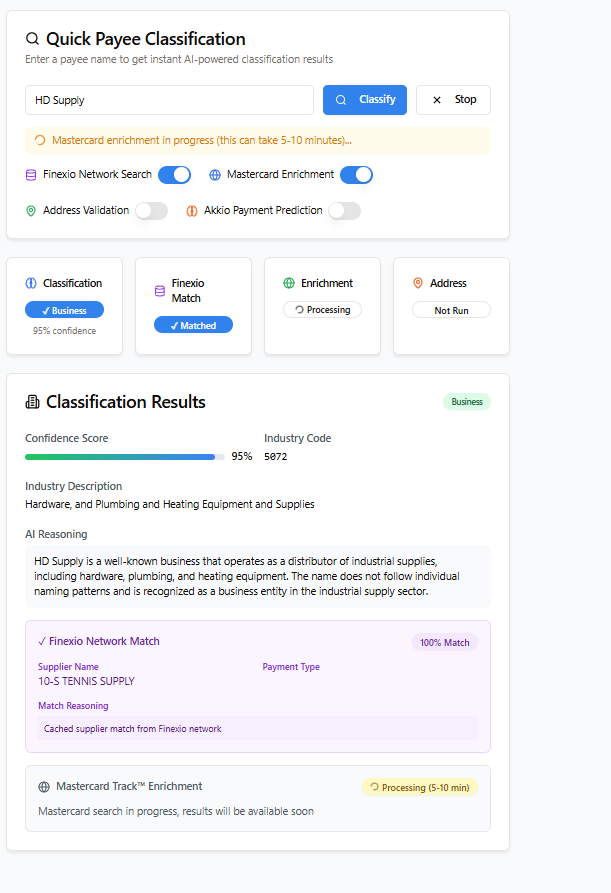 Quick Payee Classification
Enter a payee name to get instant AI-powered classification results
HD Supply
Classify
Stop
Mastercard enrichment in progress (this can take 5-10 minutes)...
Finexio Network Search
Mastercard Enrichment
Address Validation
Akkio Payment Prediction
Classification
✓ Business
95% confidence
Finexio
Match
✓ Matched
Enrichment
Processing
Address
Not Run
Classification Results
Business
Confidence Score
95%
Industry Code
5072
Industry Description
Hardware, and Plumbing and Heating Equipment and Supplies
AI Reasoning
HD Supply is a well-known business that operates as a distributor of industrial supplies,
including hardware, plumbing, and heating equipment. The name does not follow individual
naming patterns and is recognized as a business entity in the industrial supply sector.
✓ Finexio Network Match
100% Match
Supplier Name
Payment Type
10-S TENNIS SUPPLY
Match Reasoning
Cached supplier match from Finexio network
Mastercard Track™ Enrichment
Processing (5-10 min)
Mastercard search in progress, results will be available soon